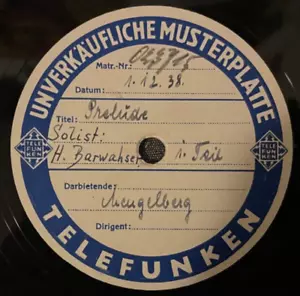 UNVERKÄUFLICHE MUSTERPLATTE
Matr.-Nr.:
Datum: 1. 12. 38.
Titel: Prelude
Solist:
H. Barwahser 1. Teil
TELEFUNKEN
TELEFUNKEN
Darbietender: Mengelberg
Dirigent:
TELEFUNKEN